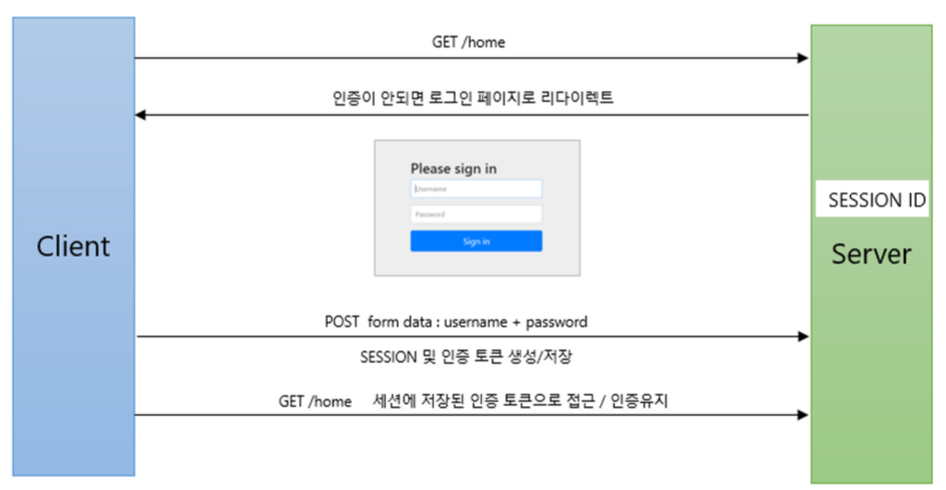 GET /home
인증이 안되면 로그인 페이지로 리다이렉트
Please sign in
Username
Password
Sign in
SESSION ID
Client
Server
POST form data : username + password
SESSION 및 인증 토큰 생성/저장
GET /home 세션에 저장된 인증 토큰으로 접근 / 인증유지